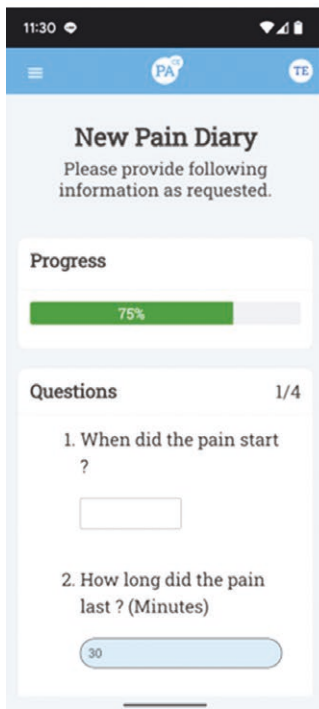 11:30
PA CE
TE
New Pain Diary
Please provide following
information as requested.
Progress
75%
Questions 1/4
1. When did the pain start
?
2. How long did the pain
last ? (Minutes)
30